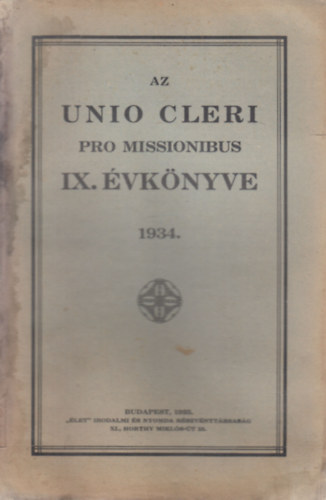 AZ
UNIO CLERI
PRO MISSIONIBUS
IX. ÉVKÖNYVE
1934.
BUDAPEST, 1935.
„ÉLET” IRODALMI ÉS NYOMDA RÉSZVÉNYTÁRSASÁG
XI., HORTHY MIKLÓS-ÚT